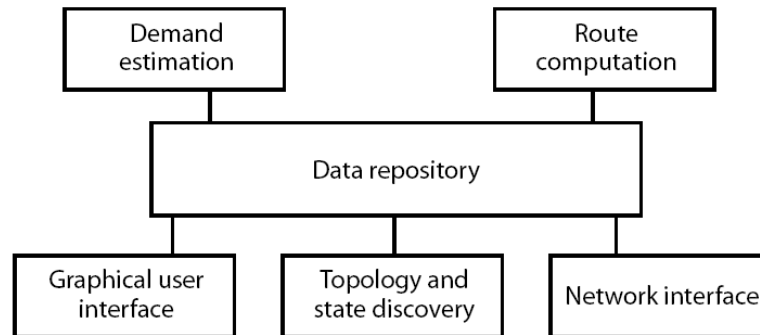 Demand
estimation
Route
computation
Data repository
Graphical user
interface
Topology and
state discovery
Network interface